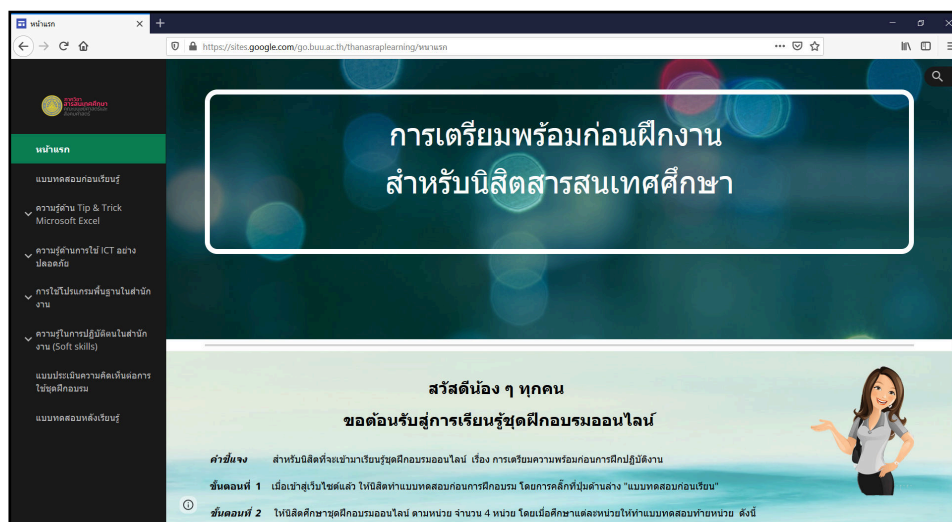 หน้าแรก
https://sites.google.com/go.buu.ac.th/thanasraplearning/หน้าแรก
ภาควิชา
สารสนเทศศึกษา
หน้าแรก
แบบทดสอบก่อนเรียนรู้
ความรู้ด้าน Tip & Trick
Microsoft Excel
ความรู้ด้านการใช้ ICT อย่าง
ปลอดภัย
การใช้โปรแกรมพื้นฐานในสำนัก
งาน
ความรู้ในการปฏิบัติตนในสำนัก
งาน (Soft skills)
แบบประเมินความคิดเห็นต่อการ
ใช้ชุดฝึกอบรม
แบบทดสอบหลังเรียนรู้
การเตรียมพร้อมก่อนฝึกงาน
สำหรับนิสิตสารสนเทศศึกษา
สวัสดีน้อง ๆ ทุกคน
ขอต้อนรับสู่การเรียนรู้ชุดฝึกอบรมออนไลน์
คำชี้แจง สำหรับนิสิตที่จะเข้ามาเรียนรู้ชุดฝึกอบรมออนไลน์ เรื่อง การเตรียมความพร้อมก่อนการฝึกปฏิบัติงาน
ขั้นตอนที่ 1 เมื่อเข้าสู่เว็บไซต์แล้ว ให้นิสิตทำแบบทดสอบก่อนการฝึกอบรม โดยการคลิ๊กที่ปุ่มด้านล่าง "แบบทดสอบก่อนเรียน"
ขั้นตอนที่ 2 ให้นิสิตศึกษาชุดฝึกอบรมออนไลน์ ตามหน่วย จำนวน 4 หน่วย โดยเมื่อศึกษาแต่ละหน่วยให้ทำแบบทดสอบท้ายหน่วย ดังนี้